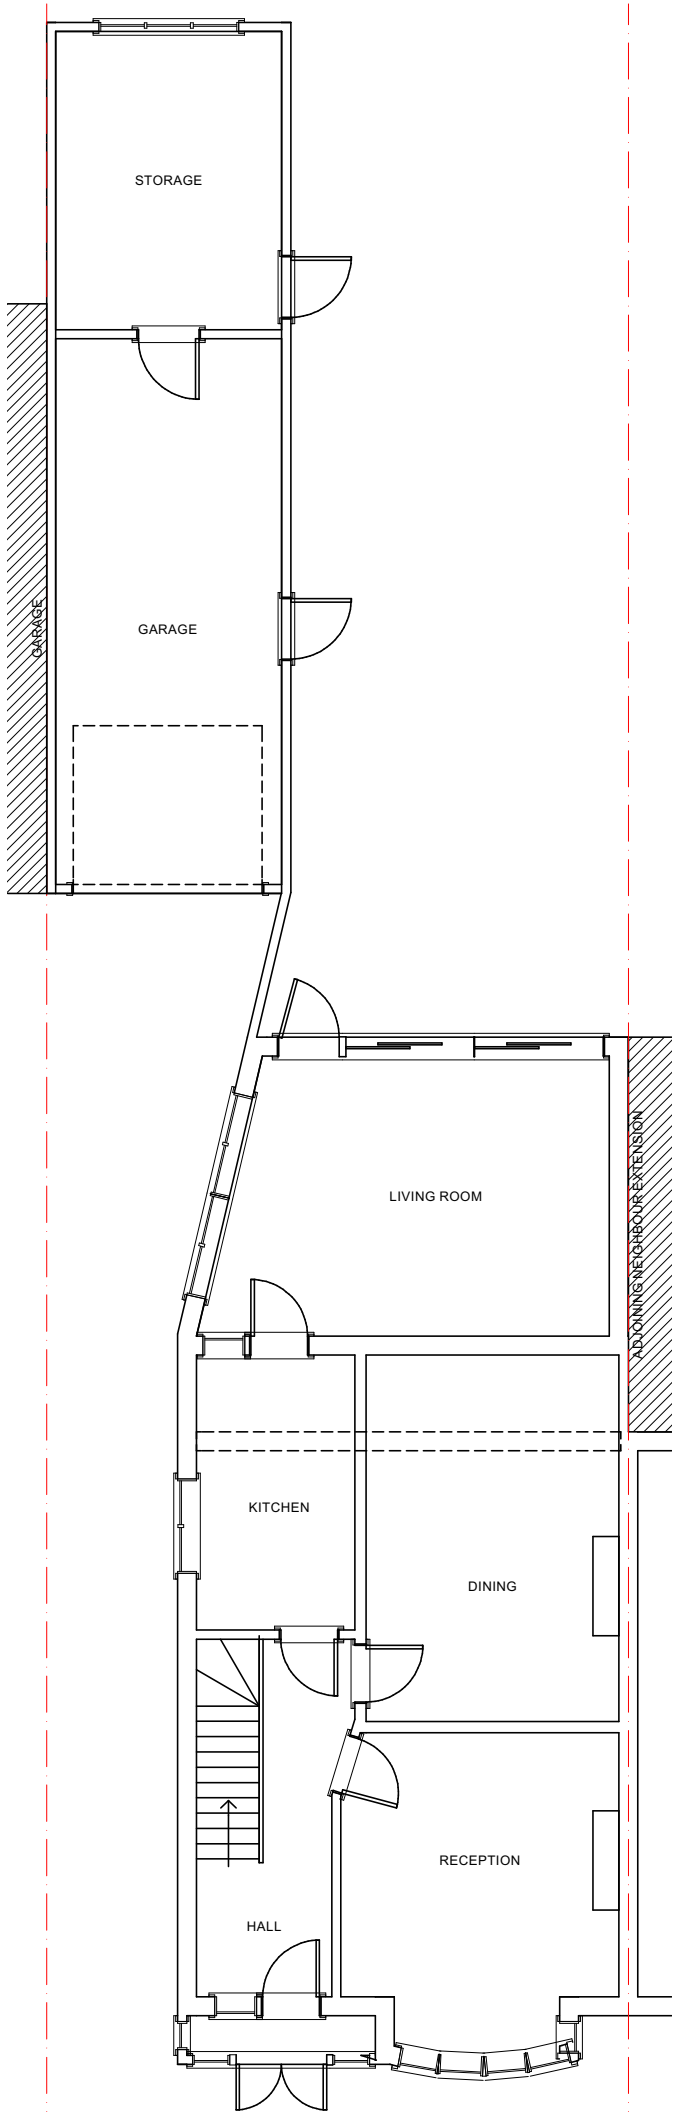 STORAGE
GARAGE
GARAGE
LIVING ROOM
ADJOINING NEIGHBOUR EXTENSION
KITCHEN
DINING
RECEPTION
HALL